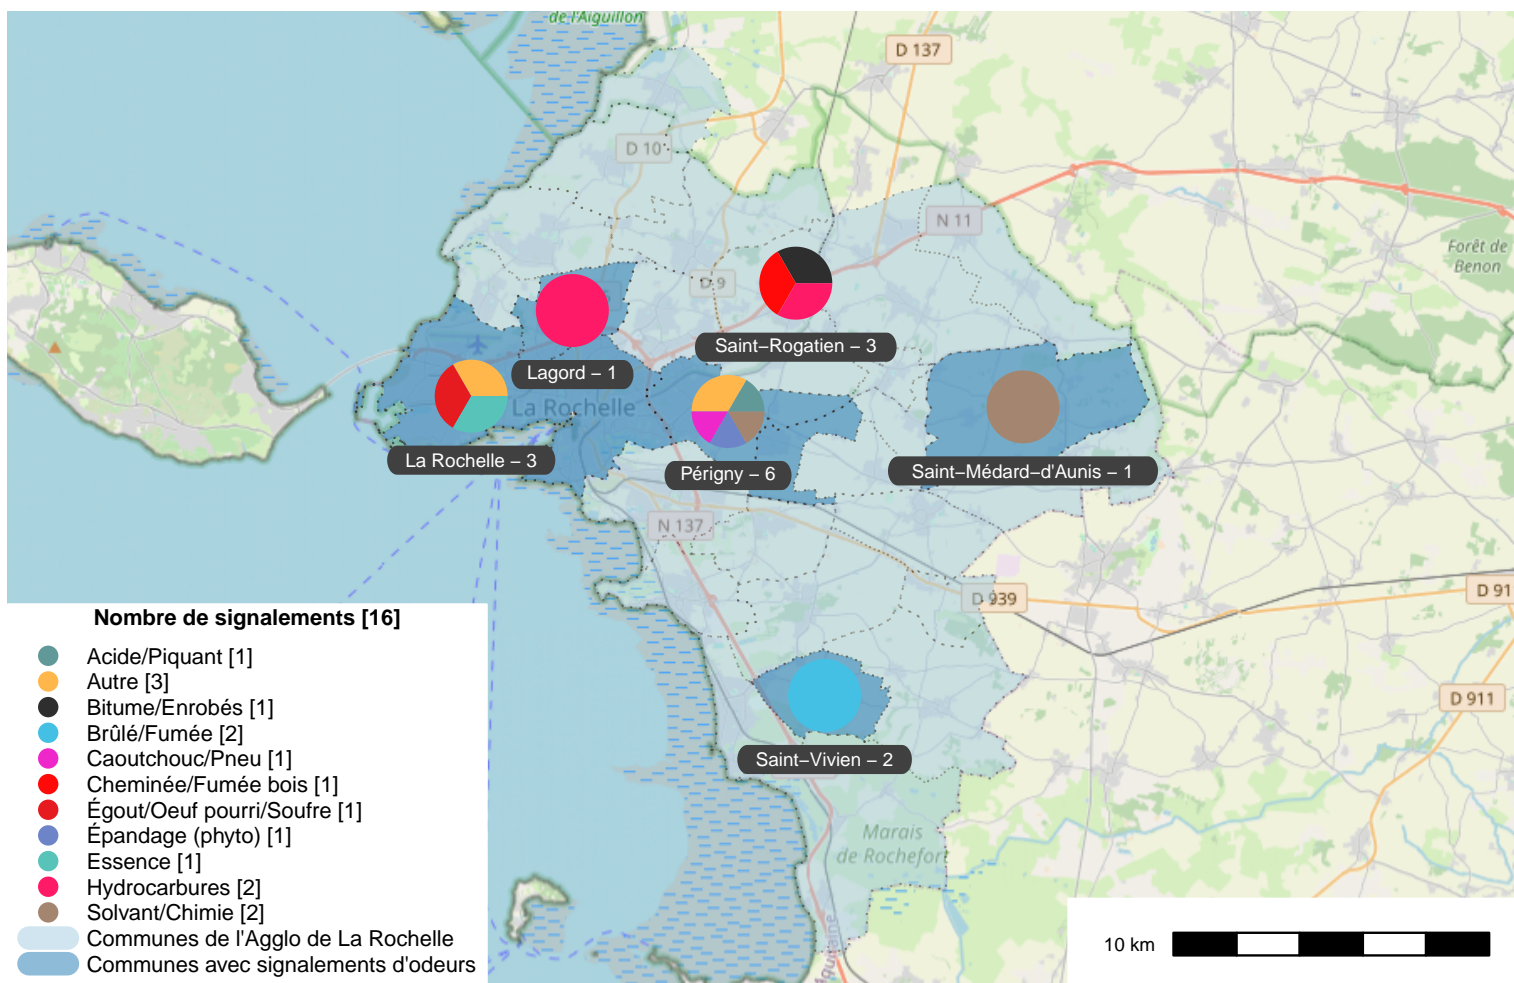 de l'Aiguillon
D 137
D 10
N 11
Forêt de
Benon
D 9
Saint–Rogatien – 3
Lagord – 1
La Rochelle
La Rochelle – 3
Périgny – 6
Saint–Médard–d'Aunis – 1
N 137
D 939
D 91
D 911
Saint–Vivien – 2
Marais
de Rochefort
Aquitaine
Nombre de signalements [16]
Acide/Piquant [1]
Autre [3]
Bitume/Enrobés [1]
Brûlé/Fumée [2]
Caoutchouc/Pneu [1]
Cheminée/Fumée bois [1]
Égout/Oeuf pourri/Soufre [1]
Épandage (phyto) [1]
Essence [1]
Hydrocarbures [2]
Solvant/Chimie [2]
Communes de l'Agglo de La Rochelle
Communes avec signalements d'odeurs
10 km